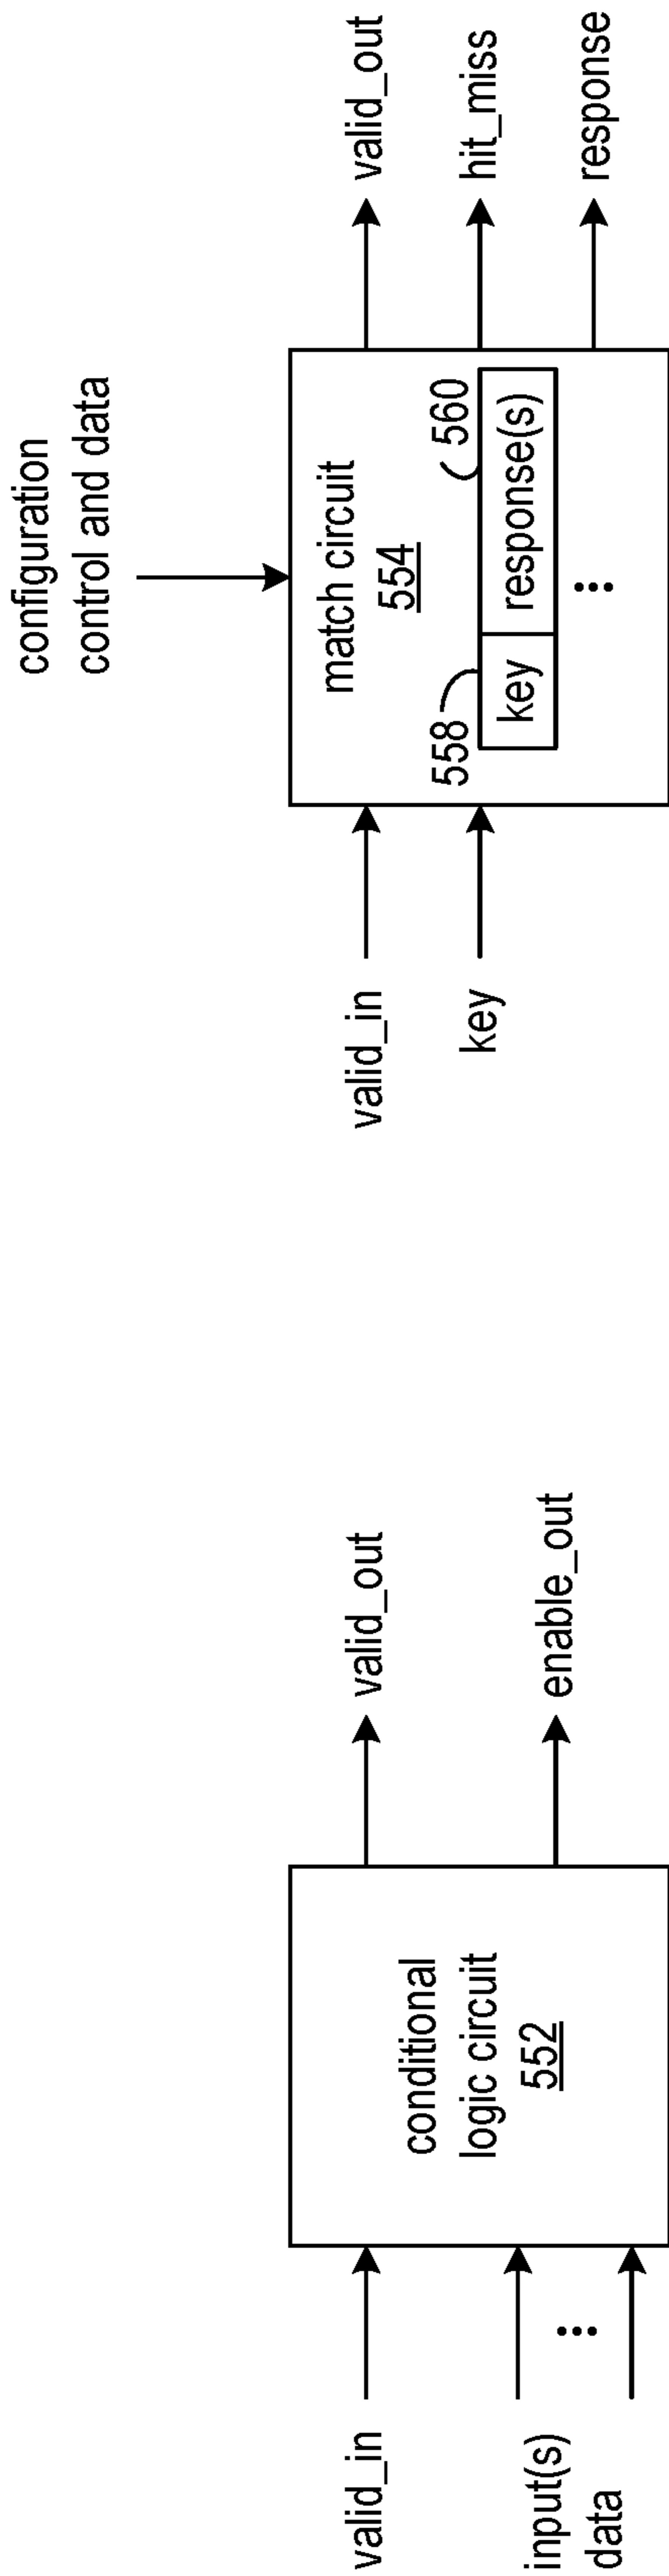 valid_in
input(s)
data
...
conditional
logic circuit
552
valid_out
enable_out
configuration
control and data
valid_in
key
match circuit
554
558
560
key
response(s)
...
valid_out
hit_miss
response